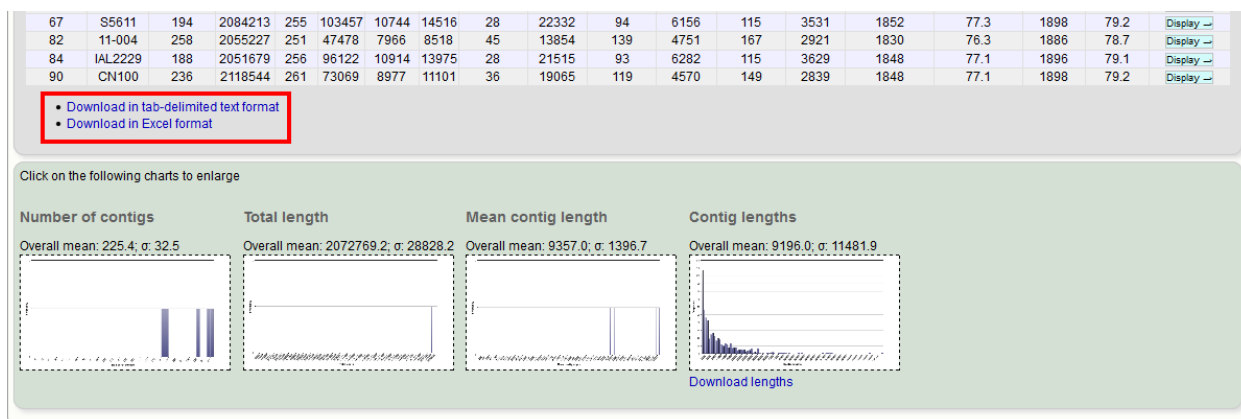 67 S5611 194 2084213 255 103457 10744 14516 28 22332 94 6156 115 3531 1852 77.3 1898 79.2 Display
82 11-004 258 2055227 251 47478 7966 8518 45 13854 139 4751 167 2921 1830 76.3 1886 78.7 Display
84 IAL2229 188 2051679 256 96122 10914 13975 28 21515 93 6282 115 3629 1848 77.1 1896 79.1 Display
90 CN100 236 2118544 261 73069 8977 11101 36 19065 119 4570 149 2839 1848 77.1 1898 79.2 Display
• Download in tab-delimited text format
• Download in Excel format
Click on the following charts to enlarge
Number of contigs Total length Mean contig length Contig lengths
Overall mean: 225.4; σ: 32.5 Overall mean: 2072769.2; σ: 28828.2 Overall mean: 9357.0; σ: 1396.7 Overall mean: 9196.0; σ: 11481.9
Download lengths